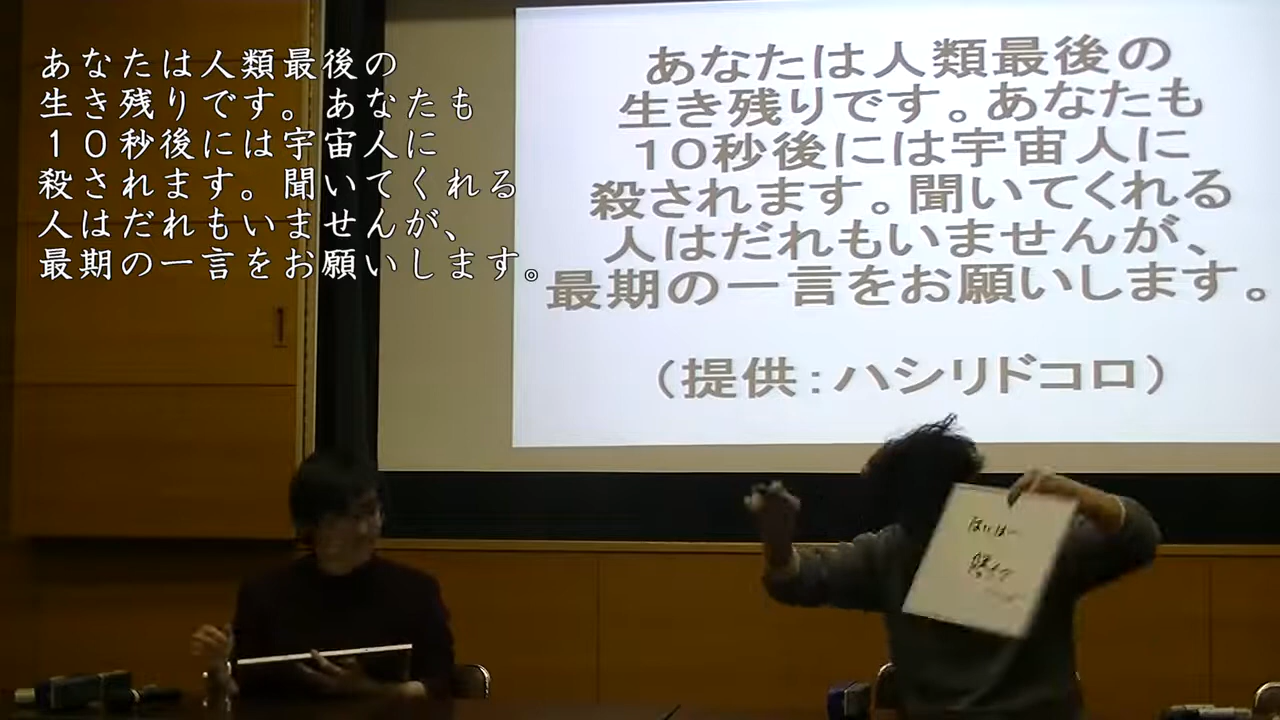 あなたは人類最後の
生き残りです。あなたも
１０秒後には宇宙人に
殺されます。聞いてくれる
人はだれもいませんが、
最期の一言をお願いします。
あなたは人類最後の
生き残りです。あなたも
10秒後には宇宙人に
殺されます。聞いてくれる
人はだれもいませんが、
最期の一言をお願いします。
（提供：ハシリドコロ）